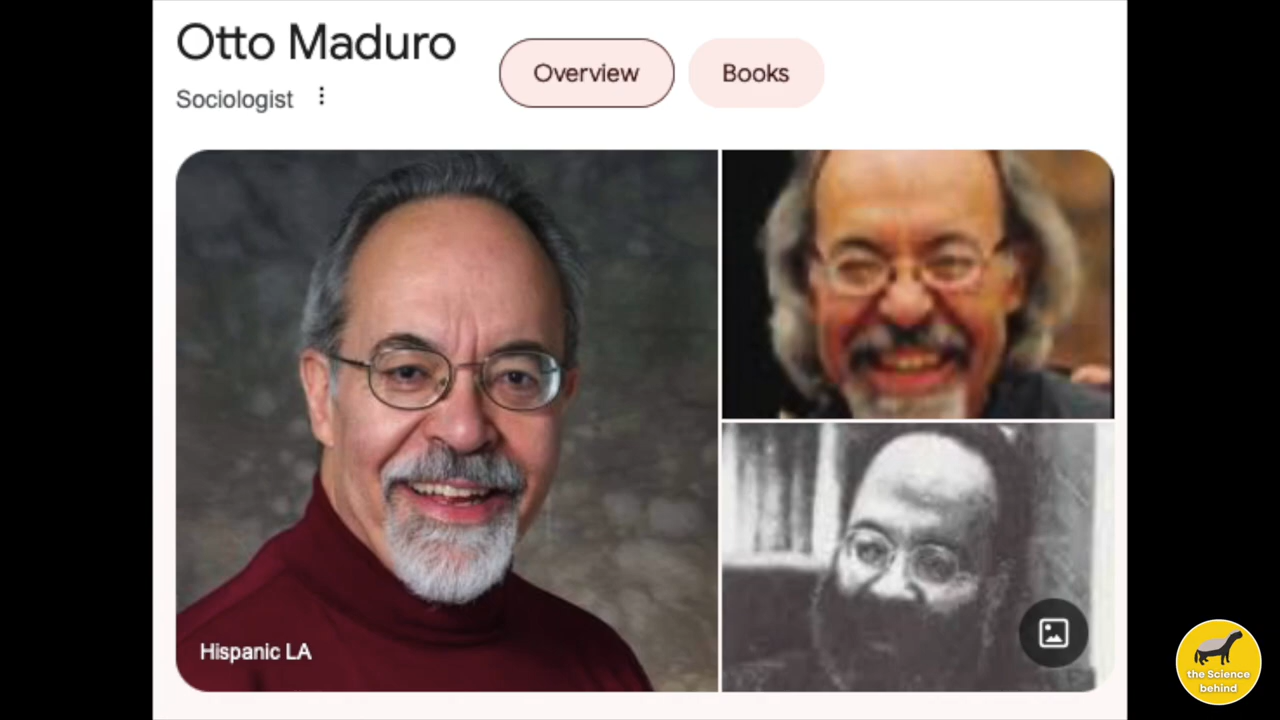 Otto Maduro
Sociologist
Overview
Books
Hispanic LA
the Science
behind